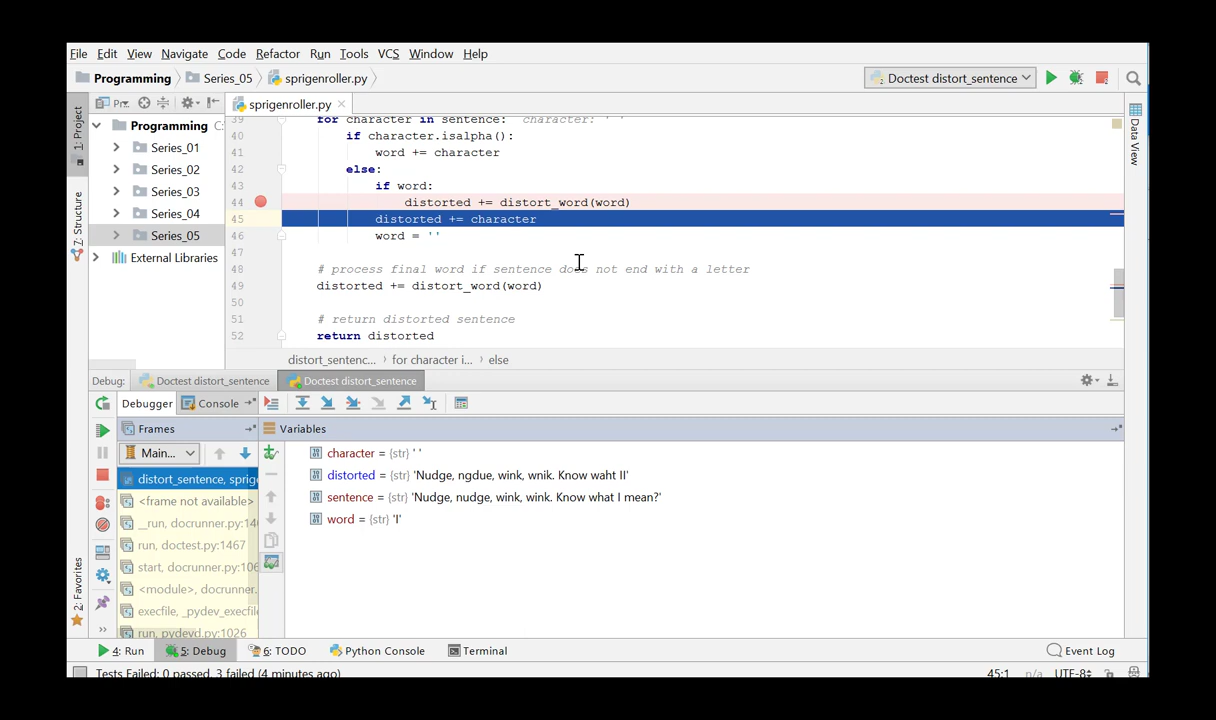 File Edit View Navigate Code Refactor Run Tools VCS Window Help
Programming Series_05 sprigenroller.py Doctest distort_sentence
1: Project
Pr.. sprigenroller.py
Programming C:
Series_01
Series_02
Series_03
Series_04
Series_05
External Libraries
7: Structure
2: Favorites
Data View
39 for character in sentence: character: ' '
40 if character.isalpha():
41 word += character
42 else:
43 if word:
44 distorted += distort_word(word)
45 distorted += character
46 word = ''
47
48 # process final word if sentence does not end with a letter
49 distorted += distort_word(word)
50
51 # return distorted sentence
52 return distorted
distort_sentenc... for character i... else
Debug: Doctest distort_sentence Doctest distort_sentence
Debugger Console
Frames Variables
Main...
distort_sentence, sprige
<frame not available>
__run, docrunner.py:140
run, doctest.py:1467
start, docrunner.py:106
<module>, docrunner.
execfile, _pydev_execfil
run, pydevd.py:1026
character = {str} ' '
distorted = {str} 'Nudge, ngdue, wink, wnik. Know waht II'
sentence = {str} 'Nudge, nudge, wink, wink. Know what I mean?'
word = {str} 'I'
4: Run 5: Debug 6: TODO Python Console Terminal Event Log
Tests Failed: 0 passed, 3 failed (4 minutes ago) 45:1 n/a UTF-8